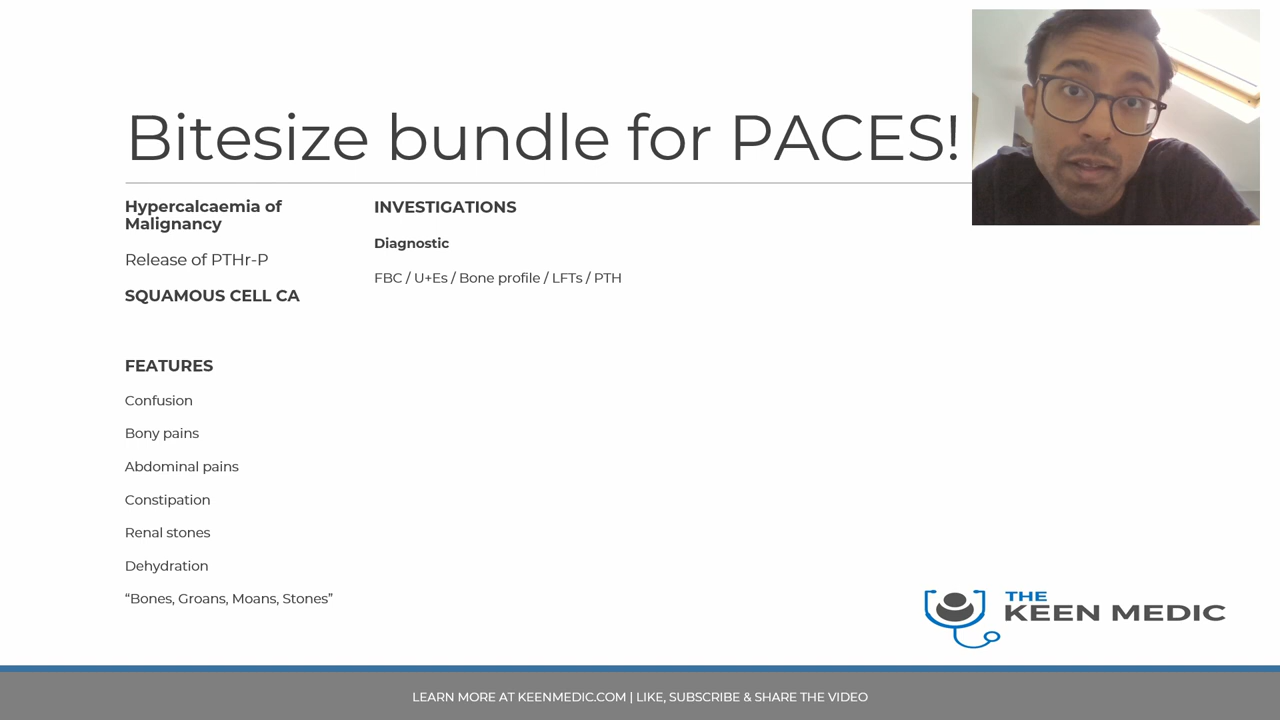 Bitesize bundle for PACES!
Hypercalcaemia of
Malignancy
Release of PTHr-P
SQUAMOUS CELL CA
FEATURES
Confusion
Bony pains
Abdominal pains
Constipation
Renal stones
Dehydration
“Bones, Groans, Moans, Stones”
INVESTIGATIONS
Diagnostic
FBC / U+Es / Bone profile / LFTs / PTH
THE
KEEN MEDIC
LEARN MORE AT KEENMEDIC.COM | LIKE, SUBSCRIBE & SHARE THE VIDEO